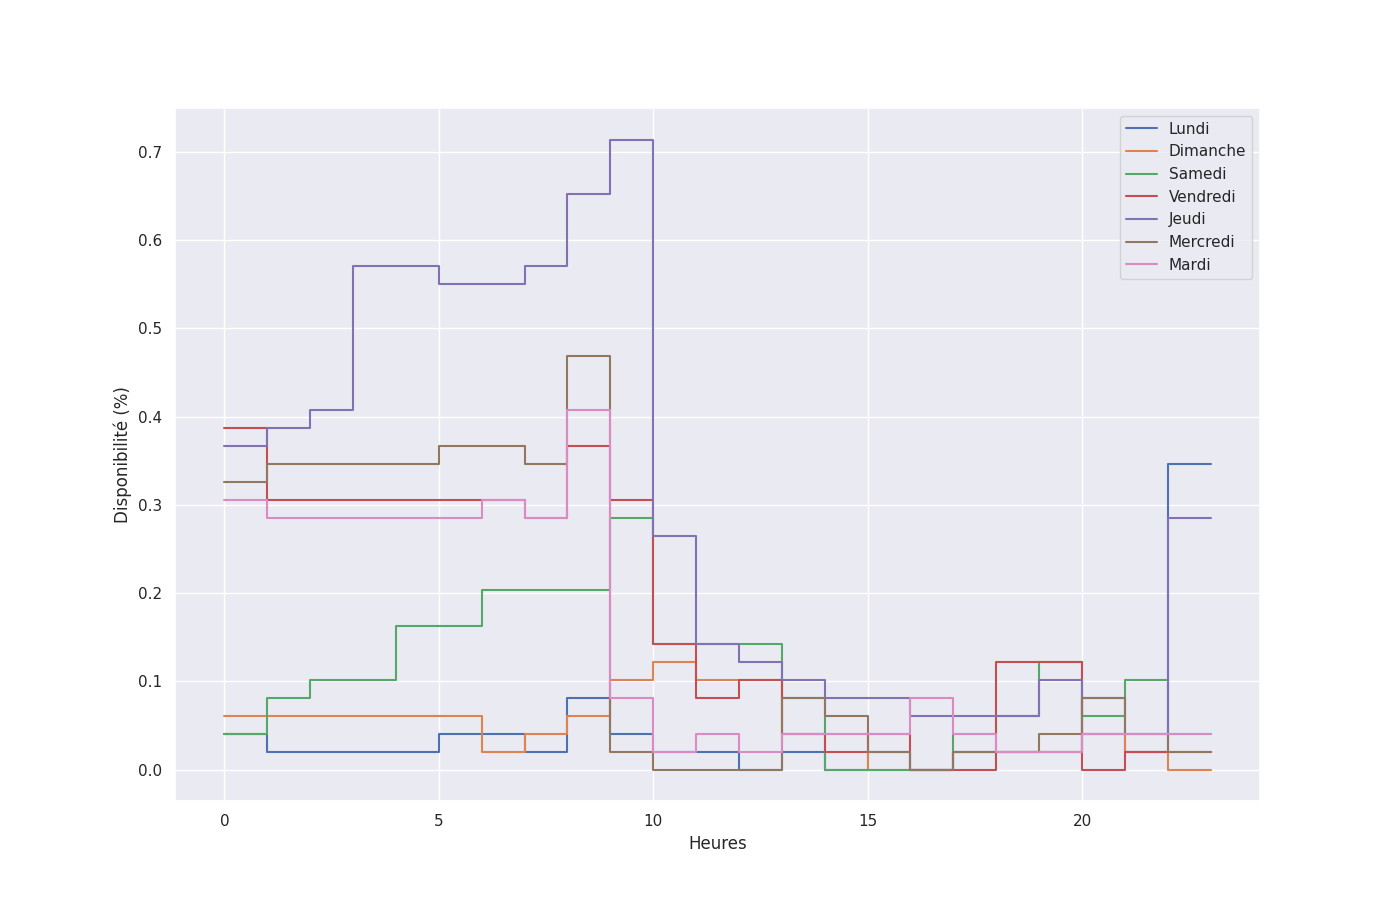 Lundi
Dimanche
Samedi
Vendredi
Jeudi
Mercredi
Mardi
0.7
0.6
0.5
0.4
0.3
0.2
0.1
0.0
Disponibilité (%)
0 5 10 15 20
Heures